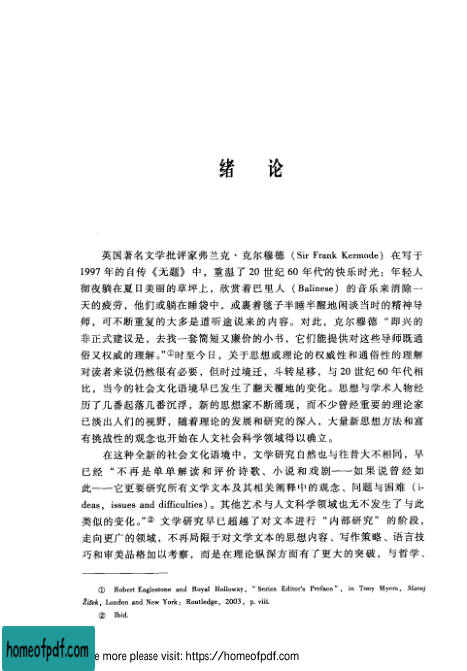 绪 论
英国著名文学批评家弗兰克·克尔穆德（Sir Frank Kermode）在写于
1997 年的自传《无题》中，重温了 20 世纪 60 年代的快乐时光：年轻人
彻夜躺在夏日美丽的草坪上，欣赏着巴里人（Balinese）的音乐来消除一
天的疲劳，他们或躺在睡袋中，或裹着毯子半睡半醒地闲谈当时的精神导
师，可不断重复的大多是道听途说来的内容。对此，克尔穆德“即兴的
非正式建议是，去找一套简短又廉价的小书，它们能提供对这些导师既通
俗又权威的理解。”①时至今日，关于思想或理论的权威性和通俗性的理解
对读者来说仍然很有必要，但时过境迁，斗转星移，与 20 世纪 60 年代相
比，当今的社会文化语境早已发生了翻天覆地的变化。思想与学术人物经
历了几番起落几番沉浮，新的思想家不断涌现，而不少曾经重要的理论家
已淡出人们的视野，随着理论的发展和研究的深入，大量新思想方法和富
有挑战性的观念也开始在人文社会科学领域得以确立。
在这种全新的社会文化语境中，文学研究自然也与往昔大不相同，早
已经“不再是单单解读和评价诗歌、小说和戏剧——如果说曾经如
此——它更要研究所有文学文本及其相关阐释中的观念、问题与困难（i-
deas，issues and difficulties）。其他艺术与人文科学领域也无不发生了与此
类似的变化。”② 文学研究早已超越了对文本进行“内部研究”的阶段，
走向更广的领域，不再局限于对文学文本的思想内容、写作策略、语言技
巧和审美品格加以考察，而是在理论纵深方面有了更大的突破，与哲学、
① Robert Eaglestone and Royal Holloway, "Series Editor's Preface", in Tony Myers, Slavoj
Žižek, London and New York: Routledge, 2003, p. viii.
② Ibid.
homeofpdf.com
e more please visit: https://homeofpdf.com